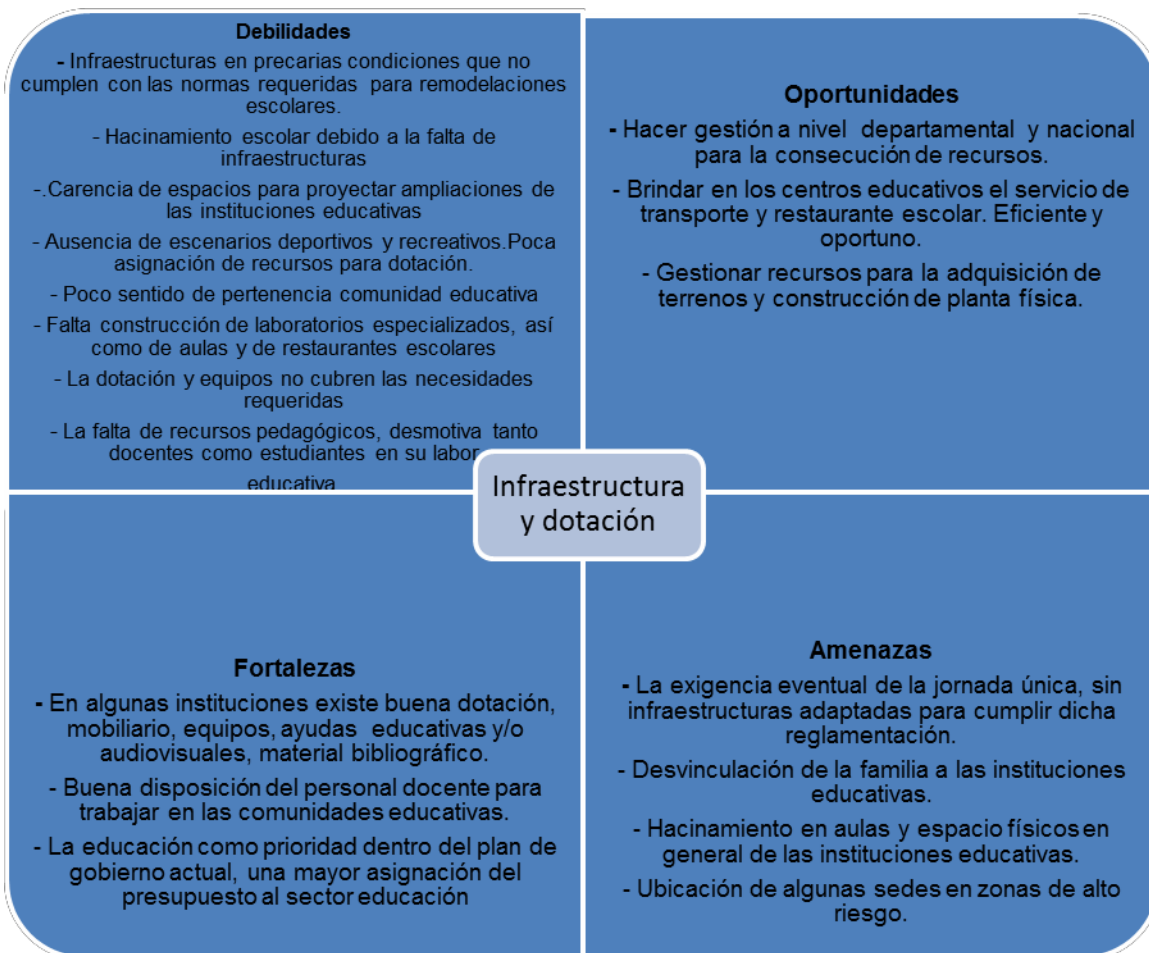 Debilidades
- Infraestructuras en precarias condiciones que no
cumplen con las normas requeridas para remodelaciones
escolares.
- Hacinamiento escolar debido a la falta de
infraestructuras
-.Carencia de espacios para proyectar ampliaciones de
las instituciones educativas
- Ausencia de escenarios deportivos y recreativos.Poca
asignación de recursos para dotación.
- Poco sentido de pertenencia comunidad educativa
- Falta construcción de laboratorios especializados, así
como de aulas y de restaurantes escolares
- La dotación y equipos no cubren las necesidades
requeridas
- La falta de recursos pedagógicos, desmotiva tanto
docentes como estudiantes en su labor
educativa
Oportunidades
- Hacer gestión a nivel departamental y nacional
para la consecución de recursos.
- Brindar en los centros educativos el servicio de
transporte y restaurante escolar. Eficiente y
oportuno.
- Gestionar recursos para la adquisición de
terrenos y construcción de planta física.
Infraestructura
y dotación
Fortalezas
- En algunas instituciones existe buena dotación,
mobiliario, equipos, ayudas educativas y/o
audiovisuales, material bibliográfico.
- Buena disposición del personal docente para
trabajar en las comunidades educativas.
- La educación como prioridad dentro del plan de
gobierno actual, una mayor asignación del
presupuesto al sector educación
Amenazas
- La exigencia eventual de la jornada única, sin
infraestructuras adaptadas para cumplir dicha
reglamentación.
- Desvinculación de la familia a las instituciones
educativas.
- Hacinamiento en aulas y espacio físicos en
general de las instituciones educativas.
- Ubicación de algunas sedes en zonas de alto
riesgo.